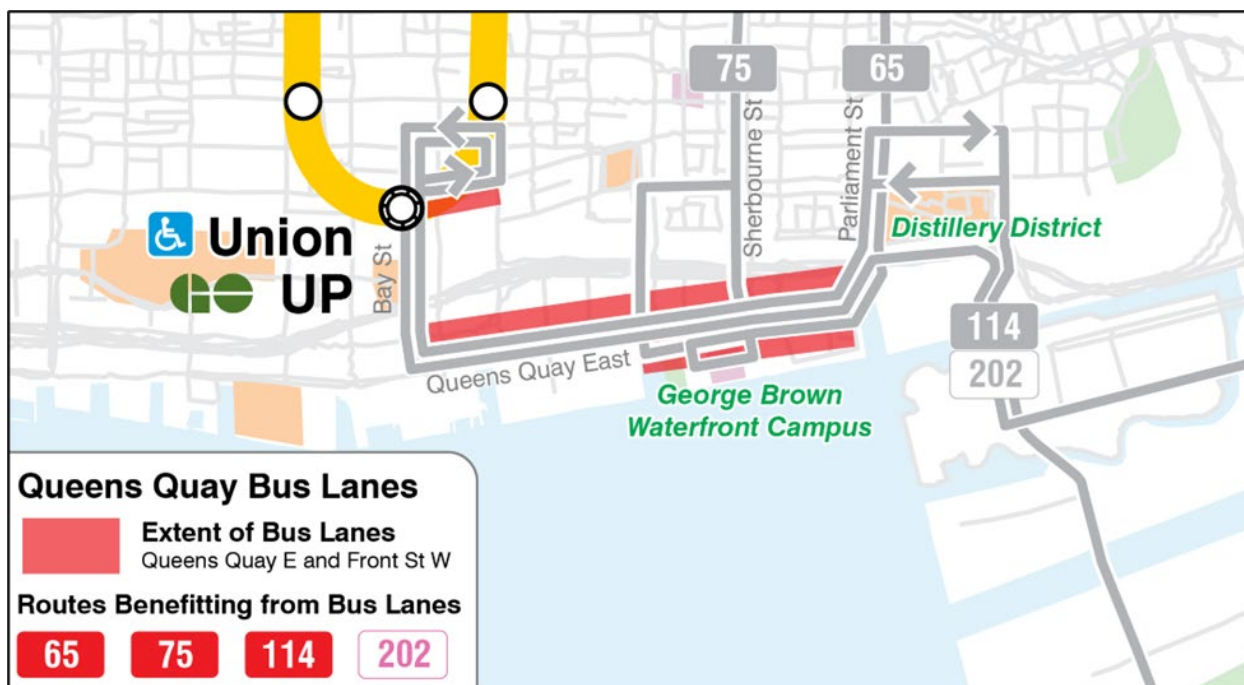 75
65
Sherbourne St
Parliament St
Distillery District
Union
UP
Bay St
114
202
Queens Quay East
George Brown
Waterfront Campus
Queens Quay Bus Lanes
Extent of Bus Lanes
Queens Quay E and Front St W
Routes Benefitting from Bus Lanes
65 75 114 202